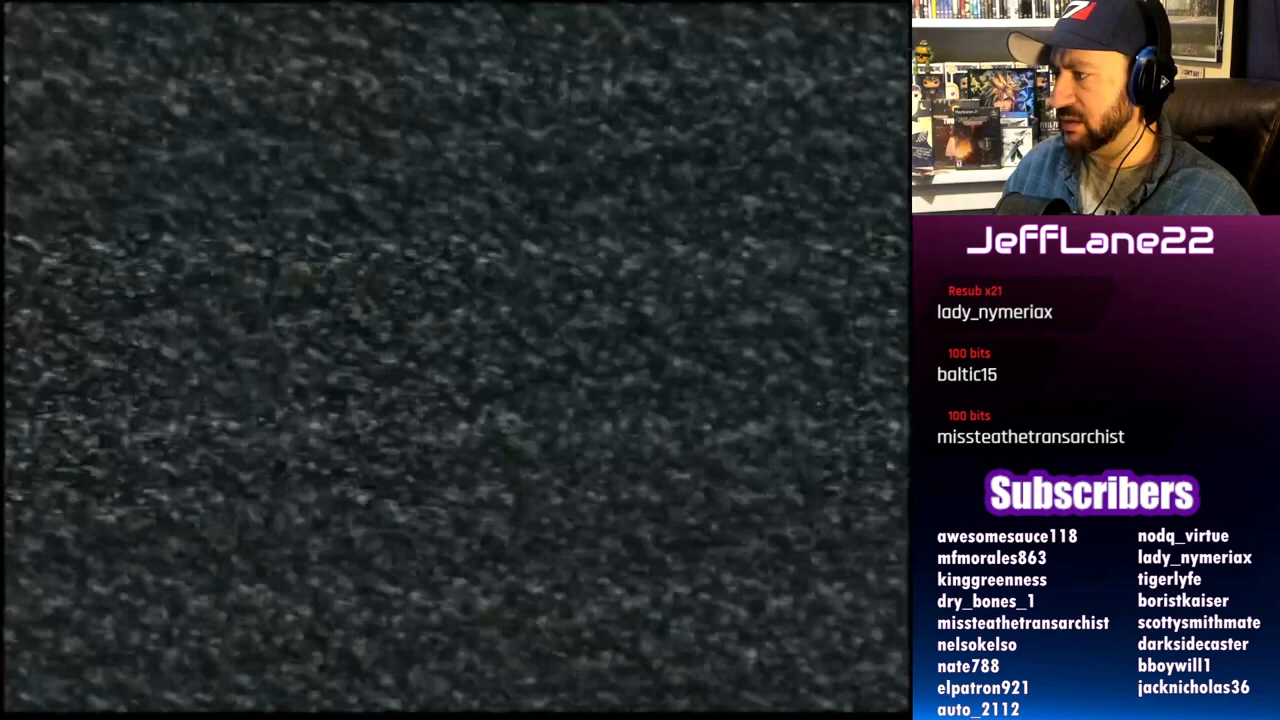 JeffLane22
Resub x21
lady_nymeriax
100 bits
baltic15
100 bits
missteathetransarchist
Subscribers
awesomesauce118 nodq_virtue
mfmorales863 lady_nymeriax
kinggreenness tigerlyfe
dry_bones_1 boristkaiser
missteathetransarchist scottysmithmate
nelsokelso darksidecaster
nate788 bboywill1
elpatron921 jacknicholas36
auto_2112